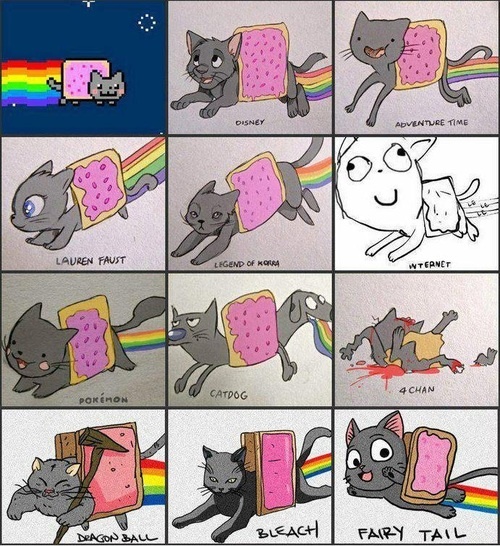 DISNEY
ADVENTURE TIME
LAUREN FAUST
LEGEND OF KORRA
INTERNET
POKÉMON
CATDOG
4 CHAN
DRAGON BALL
BLEACH
FAIRY TAIL